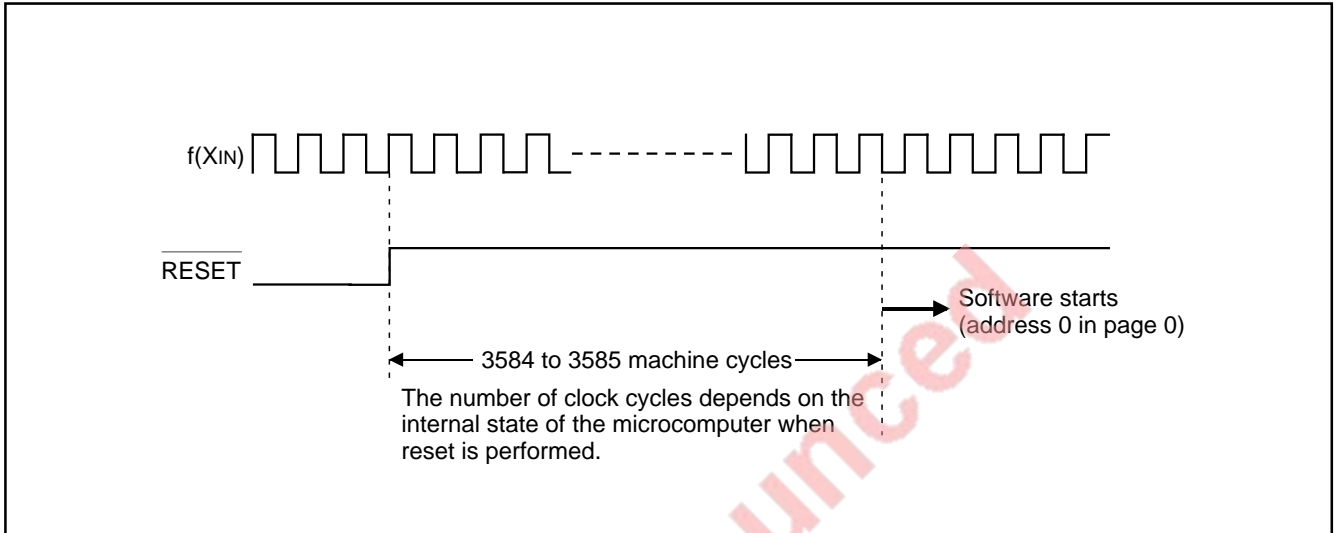 f(XIN)
RESET
Software starts
(address 0 in page 0)
3584 to 3585 machine cycles
The number of clock cycles depends on the
internal state of the microcomputer when
reset is performed.
unced